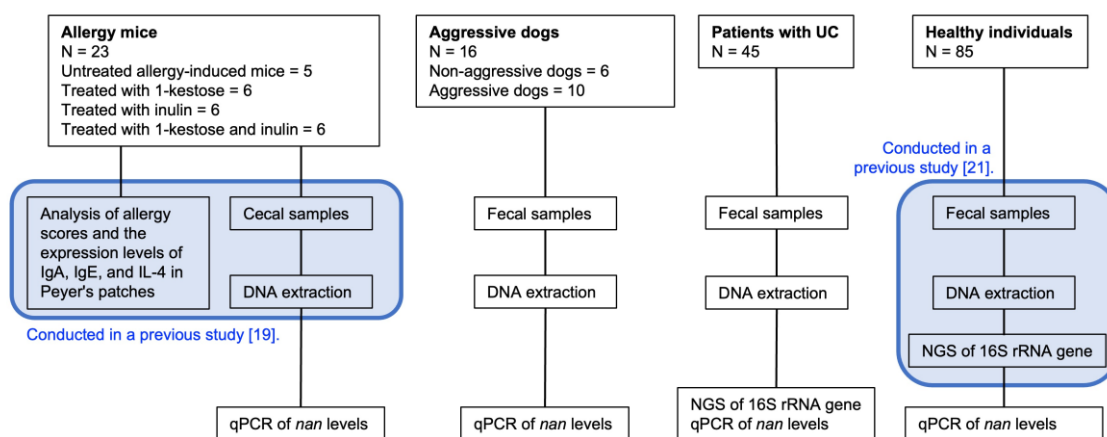 Allergy mice
N = 23
Untreated allergy-induced mice = 5
Treated with 1-kestose = 6
Treated with inulin = 6
Treated with 1-kestose and inulin = 6
Analysis of allergy
scores and the
expression levels of
IgA, IgE, and IL-4 in
Peyer's patches
Cecal samples
DNA extraction
Conducted in a previous study [19].
qPCR of nan levels
Aggressive dogs
N = 16
Non-aggressive dogs = 6
Aggressive dogs = 10
Fecal samples
DNA extraction
qPCR of nan levels
Patients with UC
N = 45
Fecal samples
DNA extraction
NGS of 16S rRNA gene
qPCR of nan levels
Healthy individuals
N = 85
Conducted in a
previous study [21].
Fecal samples
DNA extraction
NGS of 16S rRNA gene
qPCR of nan levels